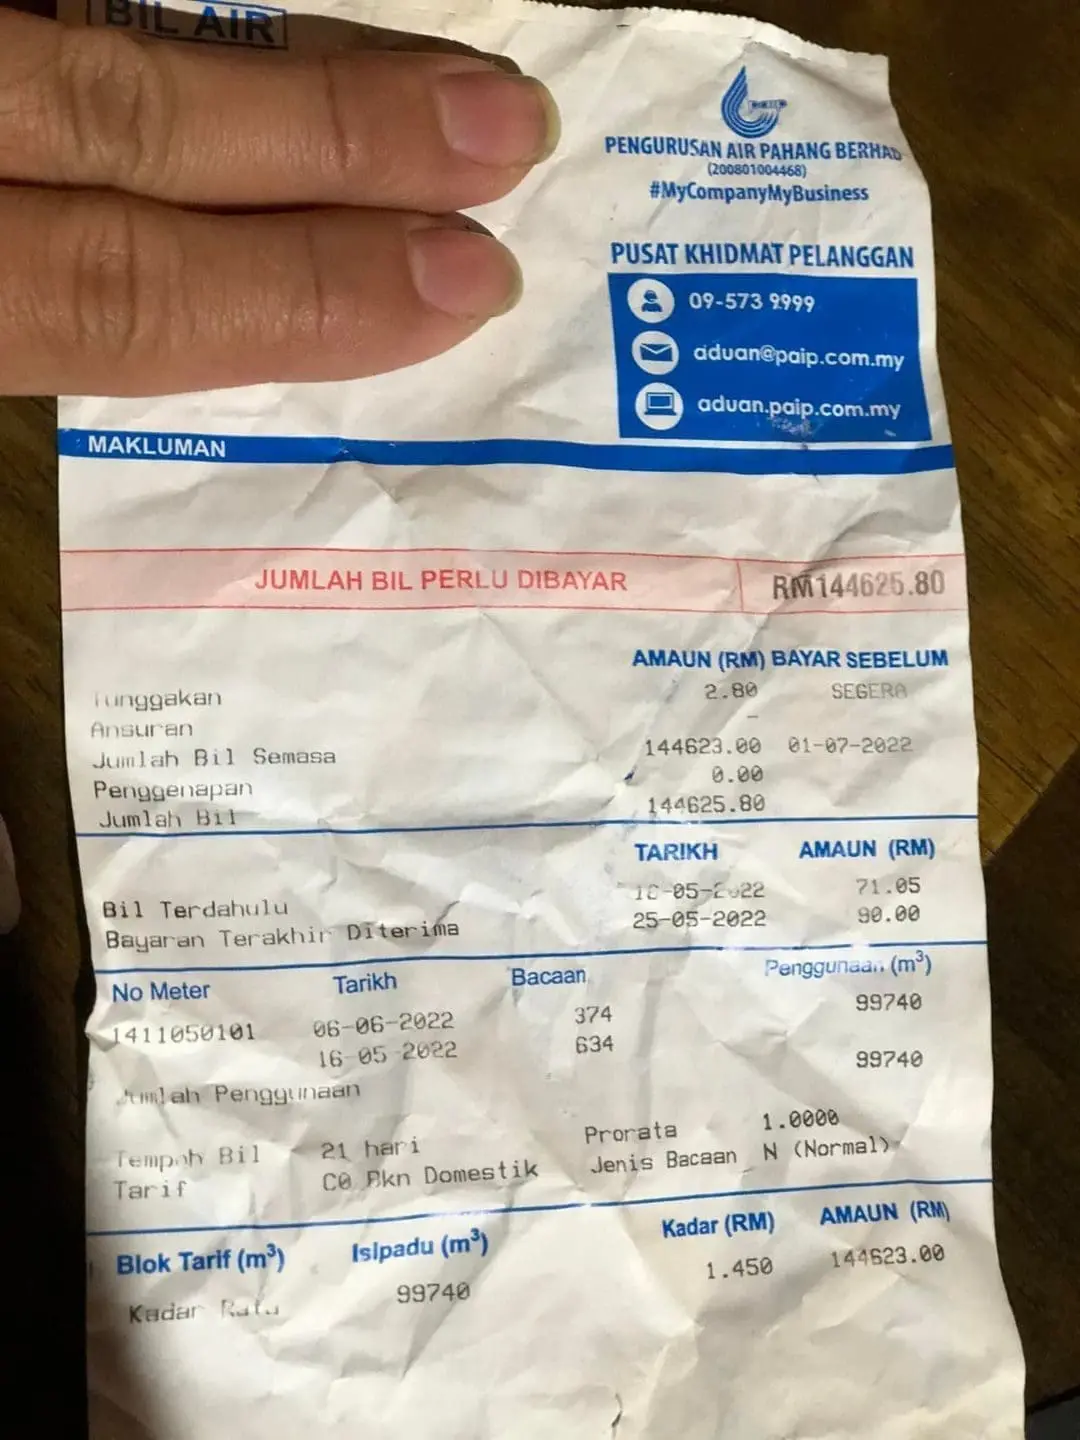 BIL AIR
PAIP
PENGURUSAN AIR PAHANG BERHAD
(200801004468)
#MyCompanyMyBusiness
PUSAT KHIDMAT PELANGGAN
09-573 9999
aduan@paip.com.my
aduan.paip.com.my
MAKLUMAN
JUMLAH BIL PERLU DIBAYAR RM144625.80
AMAUN (RM) BAYAR SEBELUM
Tunggakan 2.80 SEGERA
Ansuran -
Jumlah Bil Semasa 144623.00 01-07-2022
Penggenapan 0.00
Jumlah Bil 144625.80
TARIKH AMAUN (RM)
Bil Terdahulu 18-05-2022 71.05
Bayaran Terakhir Diterima 25-05-2022 90.00
No Meter Tarikh Bacaan Penggunaan (m³)
1411050101 06-06-2022 374 99740
16-05-2022 634
Jumlah Penggunaan 99740
Tempoh Bil 21 hari Prorata 1.0000
Tarif C0 Bkn Domestik Jenis Bacaan N (Normal)
Blok Tarif (m³) Isipadu (m³) Kadar (RM) AMAUN (RM)
Kadar Rata 99740 1.450 144623.00